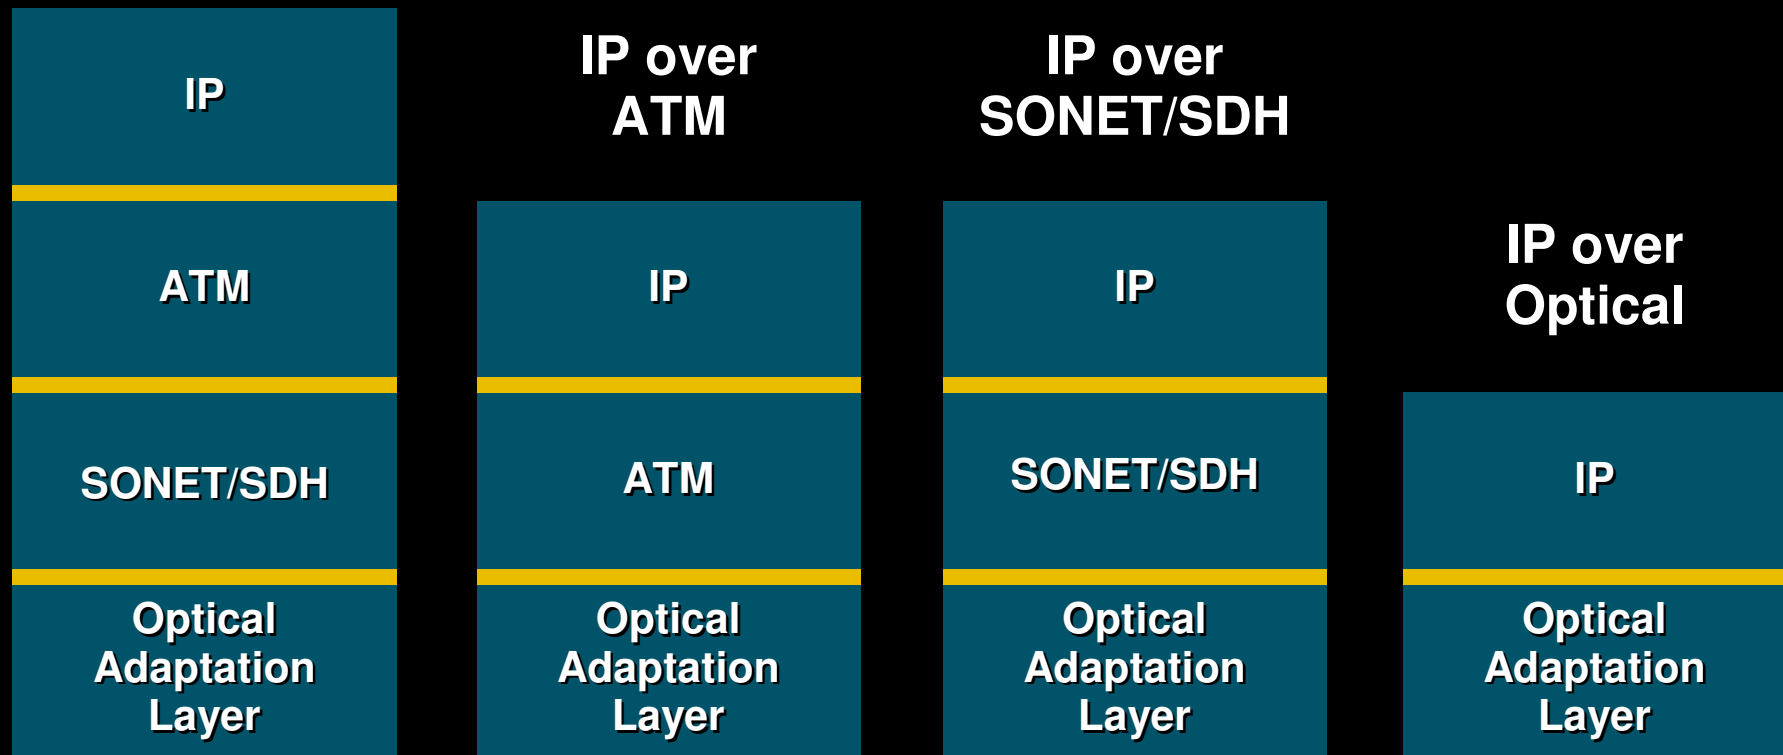 IP
ATM
SONET/SDH
Optical
Adaptation
Layer
IP over
ATM
IP
ATM
Optical
Adaptation
Layer
IP over
SONET/SDH
IP
SONET/SDH
Optical
Adaptation
Layer
IP over
Optical
IP
Optical
Adaptation
Layer